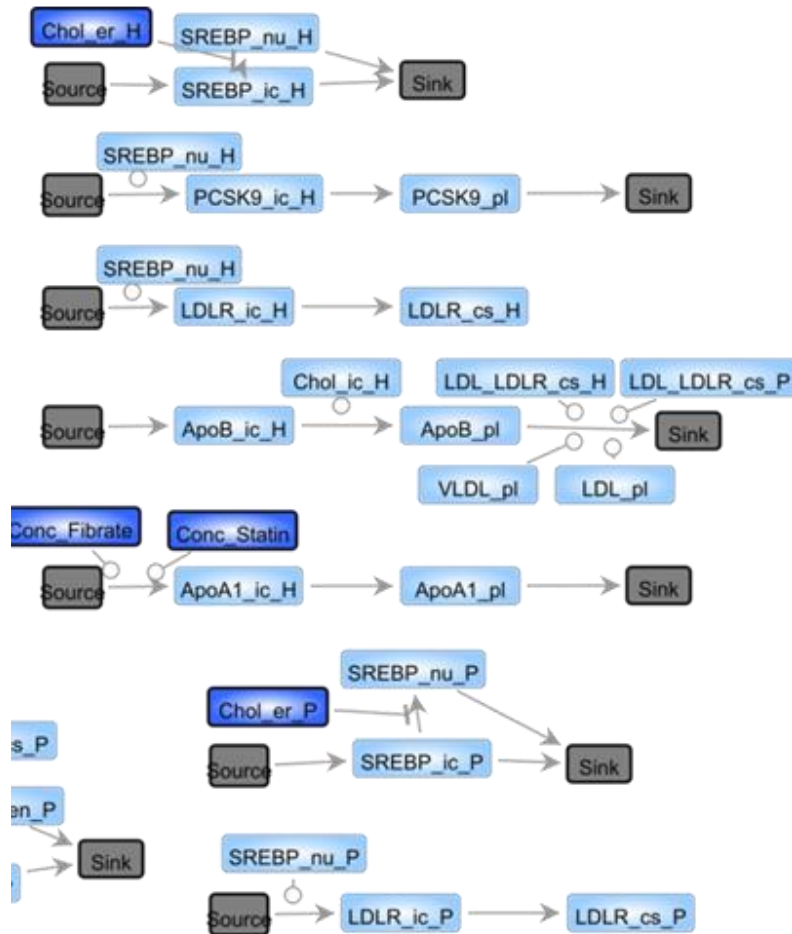 Chol_er_H
SREBP_nu_H
Source
SREBP_ic_H
Sink
SREBP_nu_H
Source
PCSK9_ic_H
PCSK9_pl
Sink
SREBP_nu_H
Source
LDLR_ic_H
LDLR_cs_H
Chol_ic_H
LDL_LDLR_cs_H
LDL_LDLR_cs_P
Source
ApoB_ic_H
ApoB_pl
Sink
VLDL_pl
LDL_pl
Conc_Fibrate
Conc_Statin
Source
ApoA1_ic_H
ApoA1_pl
Sink
SREBP_nu_P
Chol_er_P
s_P
Source
SREBP_ic_P
Sink
en_P
Sink
SREBP_nu_P
Source
LDLR_ic_P
LDLR_cs_P